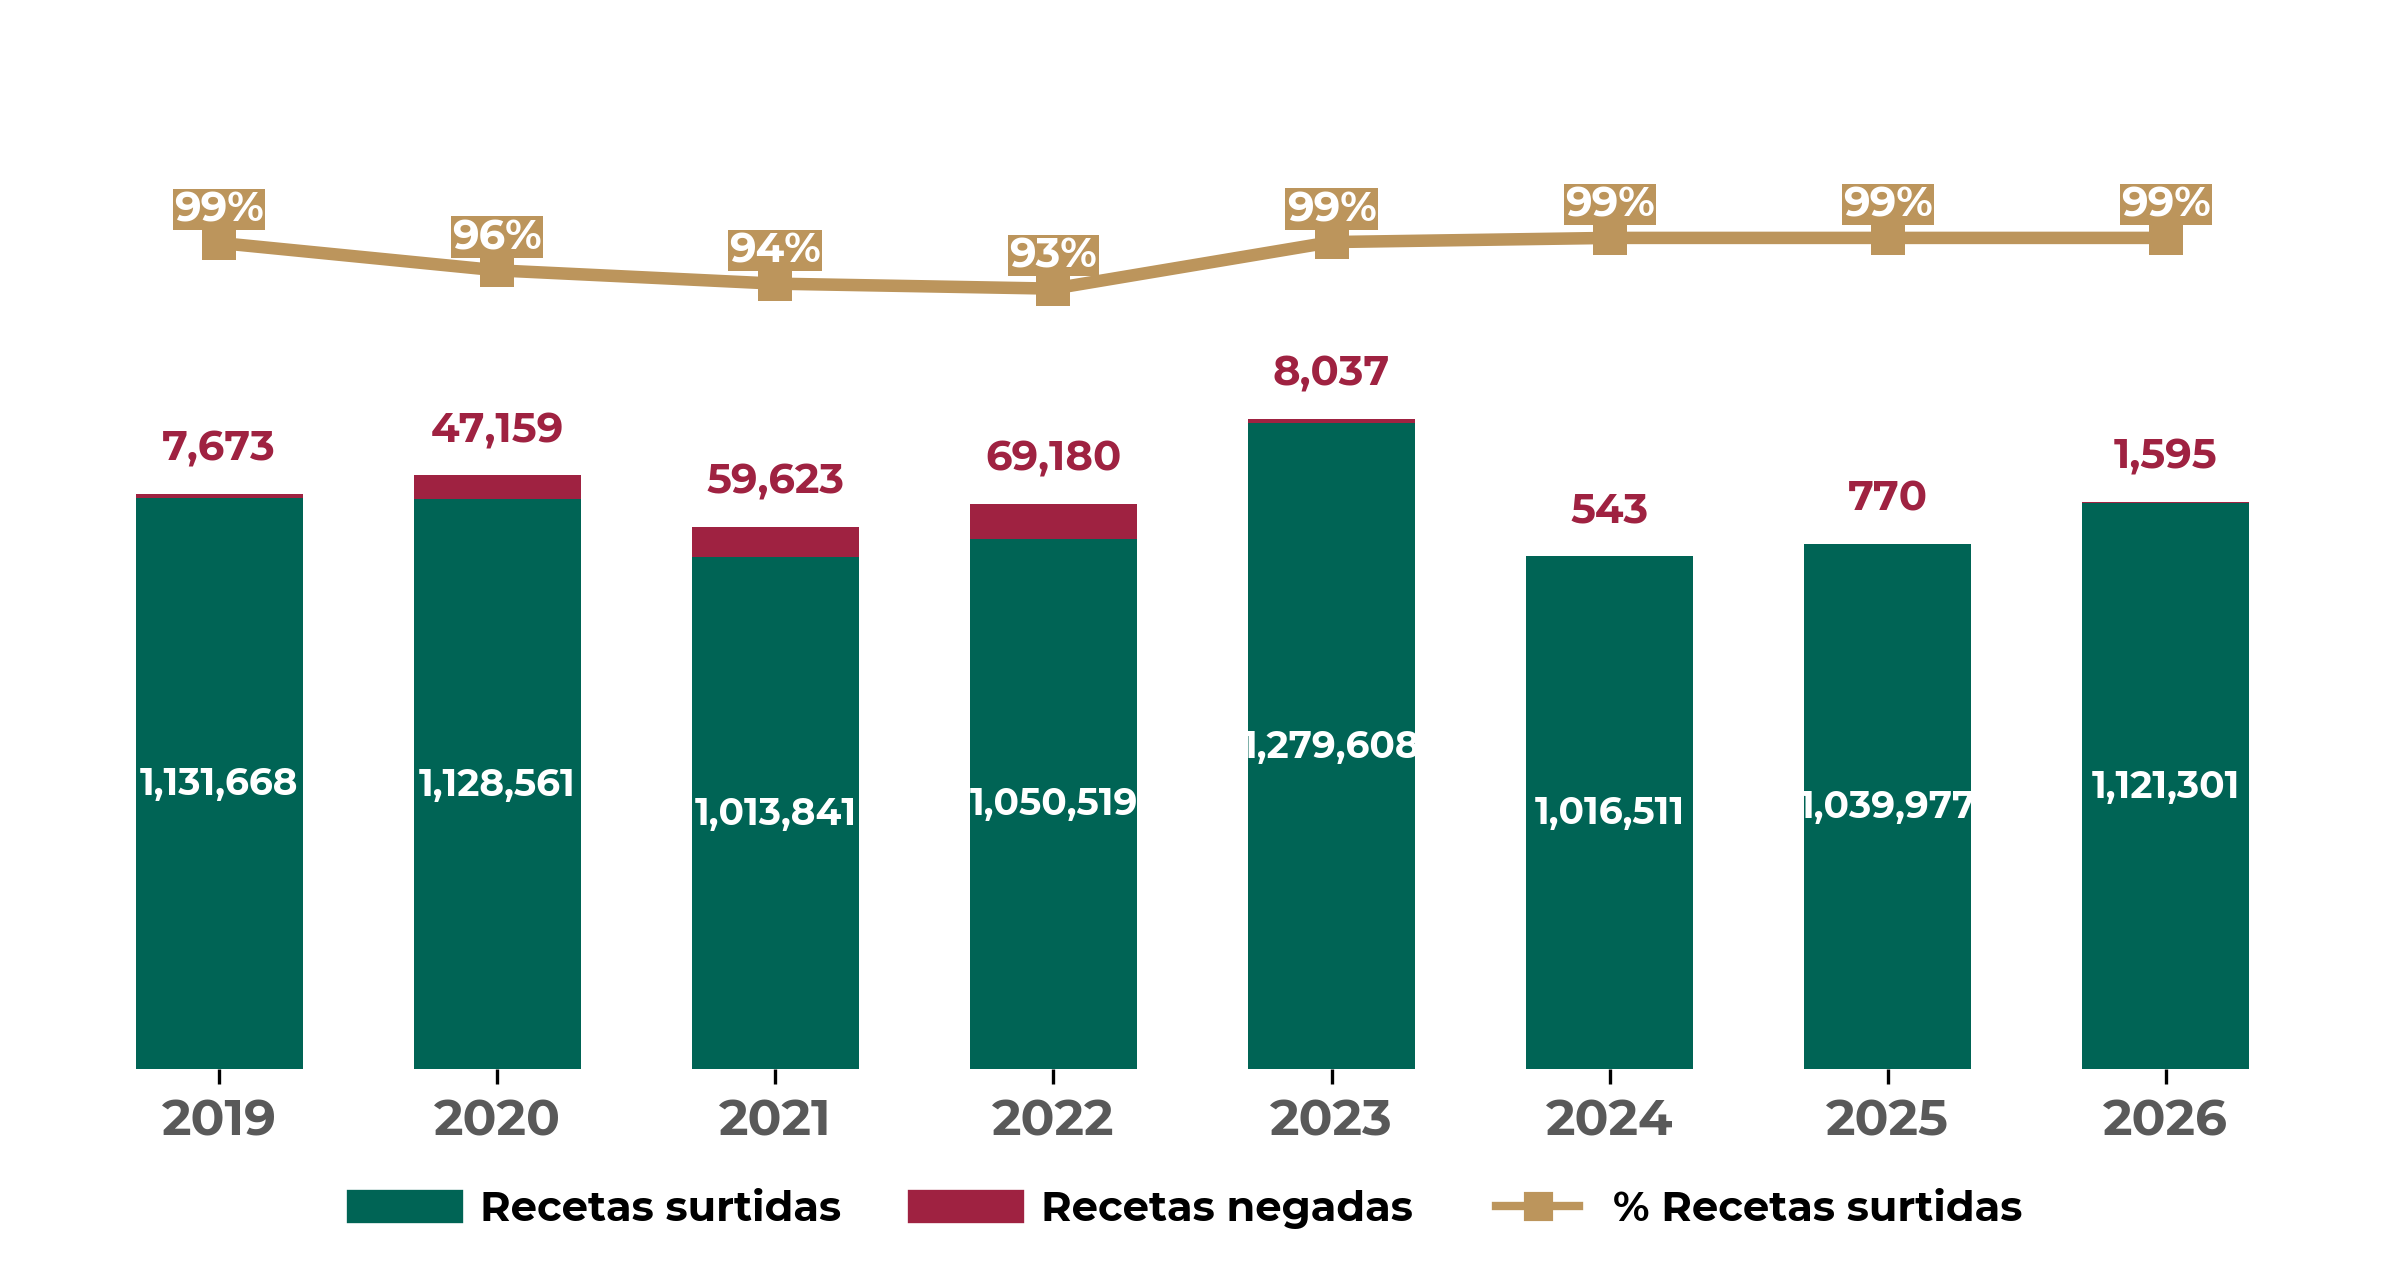 99% 96% 94% 93% 99% 99% 99% 99%
7,673 47,159 59,623 69,180 8,037 543 770 1,595
1,131,668 1,128,561 1,013,841 1,050,519 1,279,608 1,016,511 1,039,977 1,121,301
2019 2020 2021 2022 2023 2024 2025 2026
Recetas surtidas Recetas negadas % Recetas surtidas